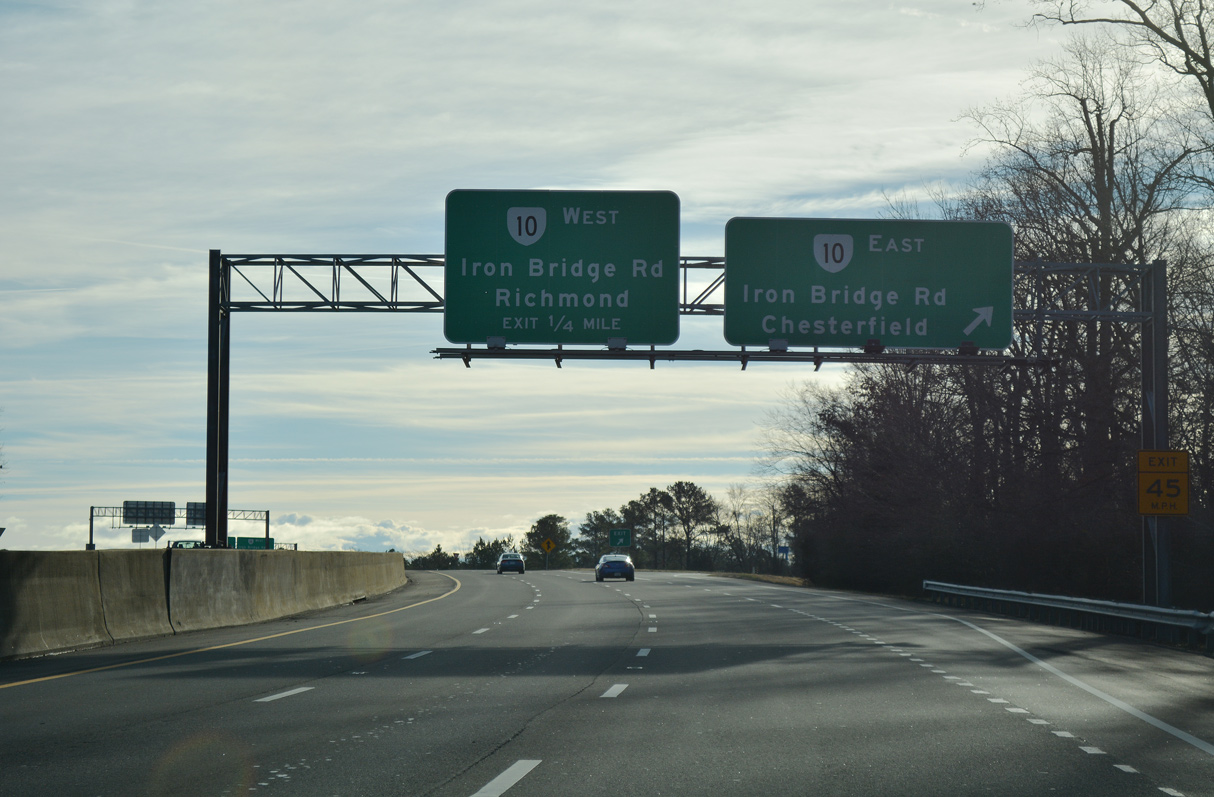 10 WEST
Iron Bridge Rd
Richmond
EXIT 1/4 MILE
10 EAST
Iron Bridge Rd
Chesterfield
EXIT
45
MPH